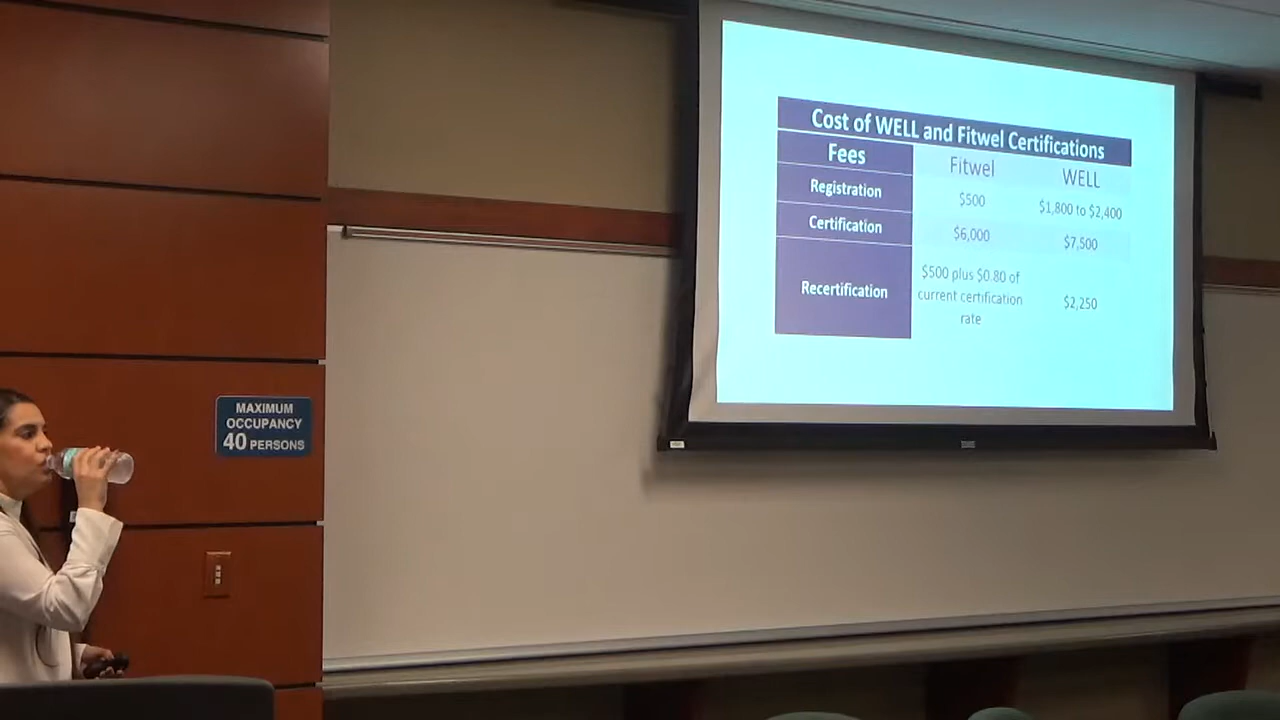 Cost of WELL and Fitwel Certifications
Fees Fitwel WELL
Registration $500 $1,800 to $2,400
Certification $6,000 $7,500
Recertification
$500 plus $0.80 of
current certification
rate
$2,250
MAXIMUM
OCCUPANCY
40 PERSONS